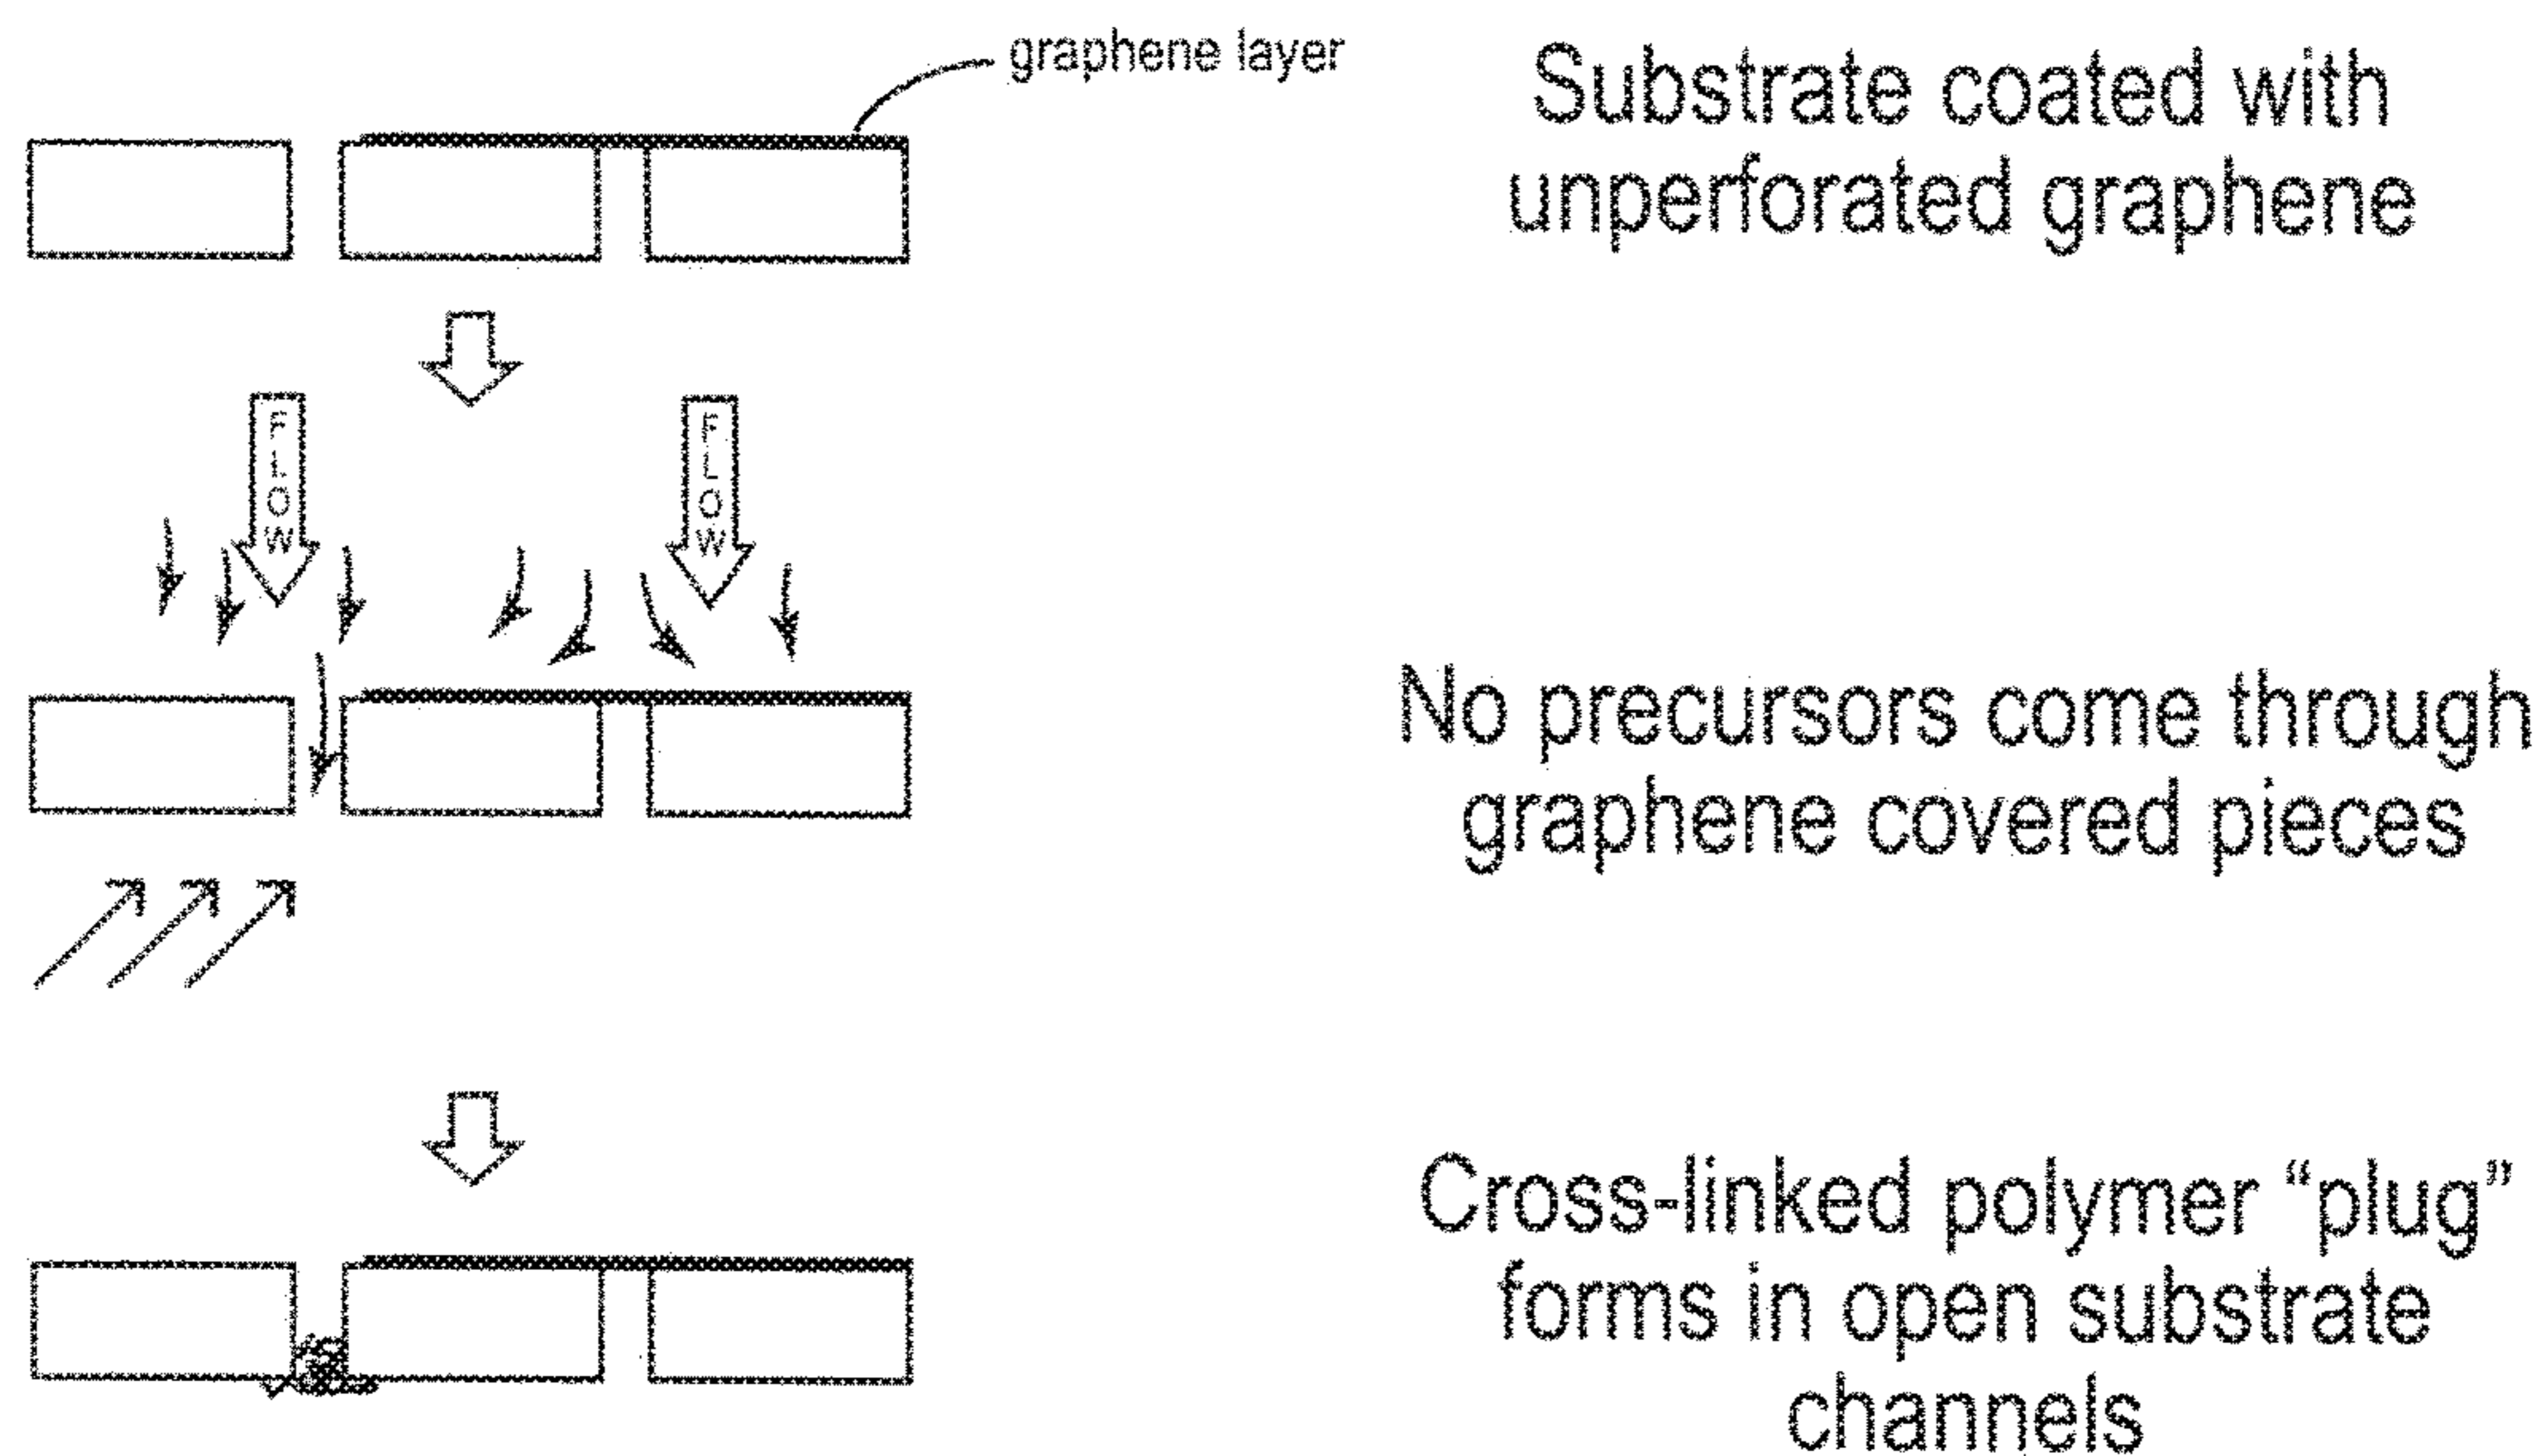 graphene layer
Substrate coated with
unperforated graphene
FLOW
FLOW
No precursors come through
graphene covered pieces
Cross-linked polymer “plug”
forms in open substrate
channels